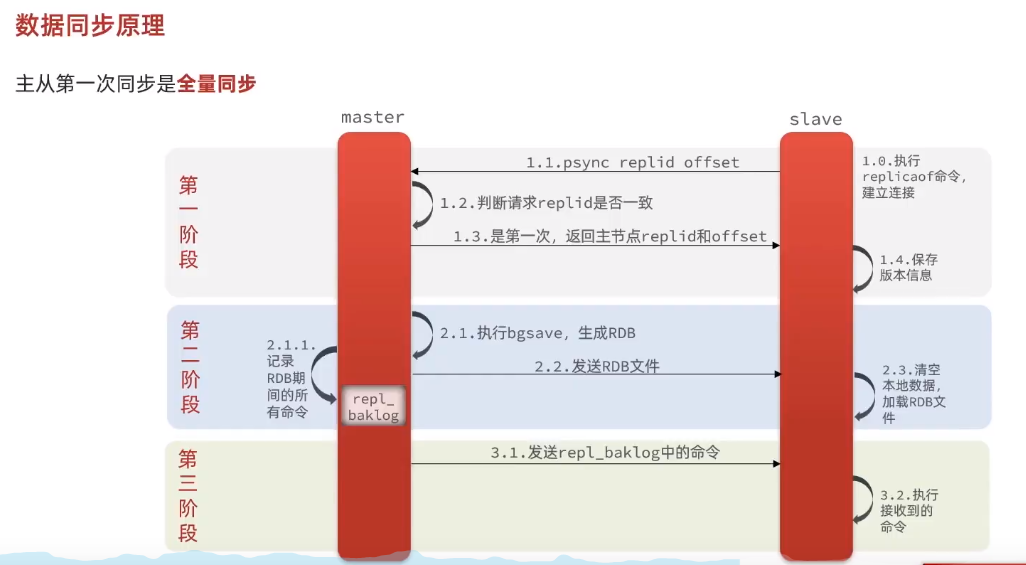 数据同步原理
主从第一次同步是全量同步
master
slave
第一阶段
1.0.执行
replicaof命令，
建立连接
1.1.psync replid offset
1.2.判断请求replid是否一致
1.3.是第一次，返回主节点replid和offset
1.4.保存
版本信息
第二阶段
2.1.执行bgsave，生成RDB
2.1.1.
记录
RDB期
间的所
有命令
repl_
baklog
2.2.发送RDB文件
2.3.清空
本地数据，
加载RDB文
件
第三阶段
3.1.发送repl_baklog中的命令
3.2.执行
接收到的
命令